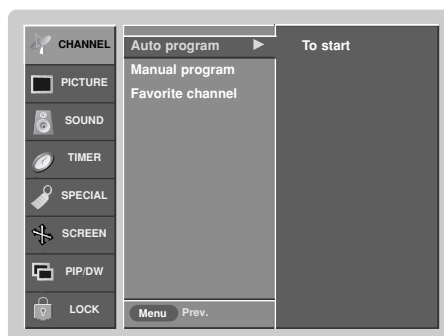 CHANNEL
PICTURE
SOUND
TIMER
SPECIAL
SCREEN
PIP/DW
LOCK
Auto program To start
Manual program
Favorite channel
Menu Prev.